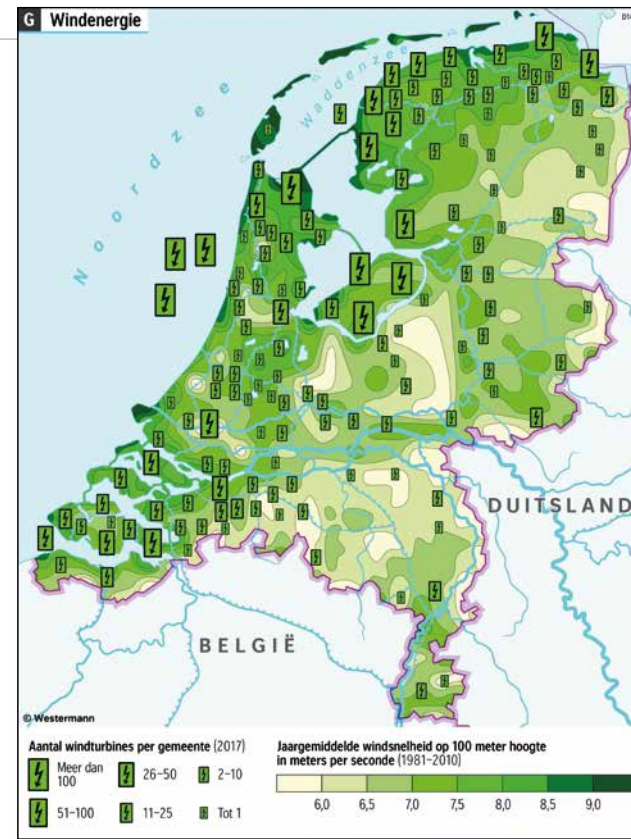 G Windenergie
Noordzee
Waddenzee
DUITSLAND
BELGIË
© Westermann
Aantal windturbines per gemeente (2017)
Meer dan
100
26–50
2–10
51–100
11–25
Tot 1
Jaargemiddelde windsnelheid op 100 meter hoogte
in meters per seconde (1981–2010)
6,0 6,5 7,0 7,5 8,0 8,5 9,0